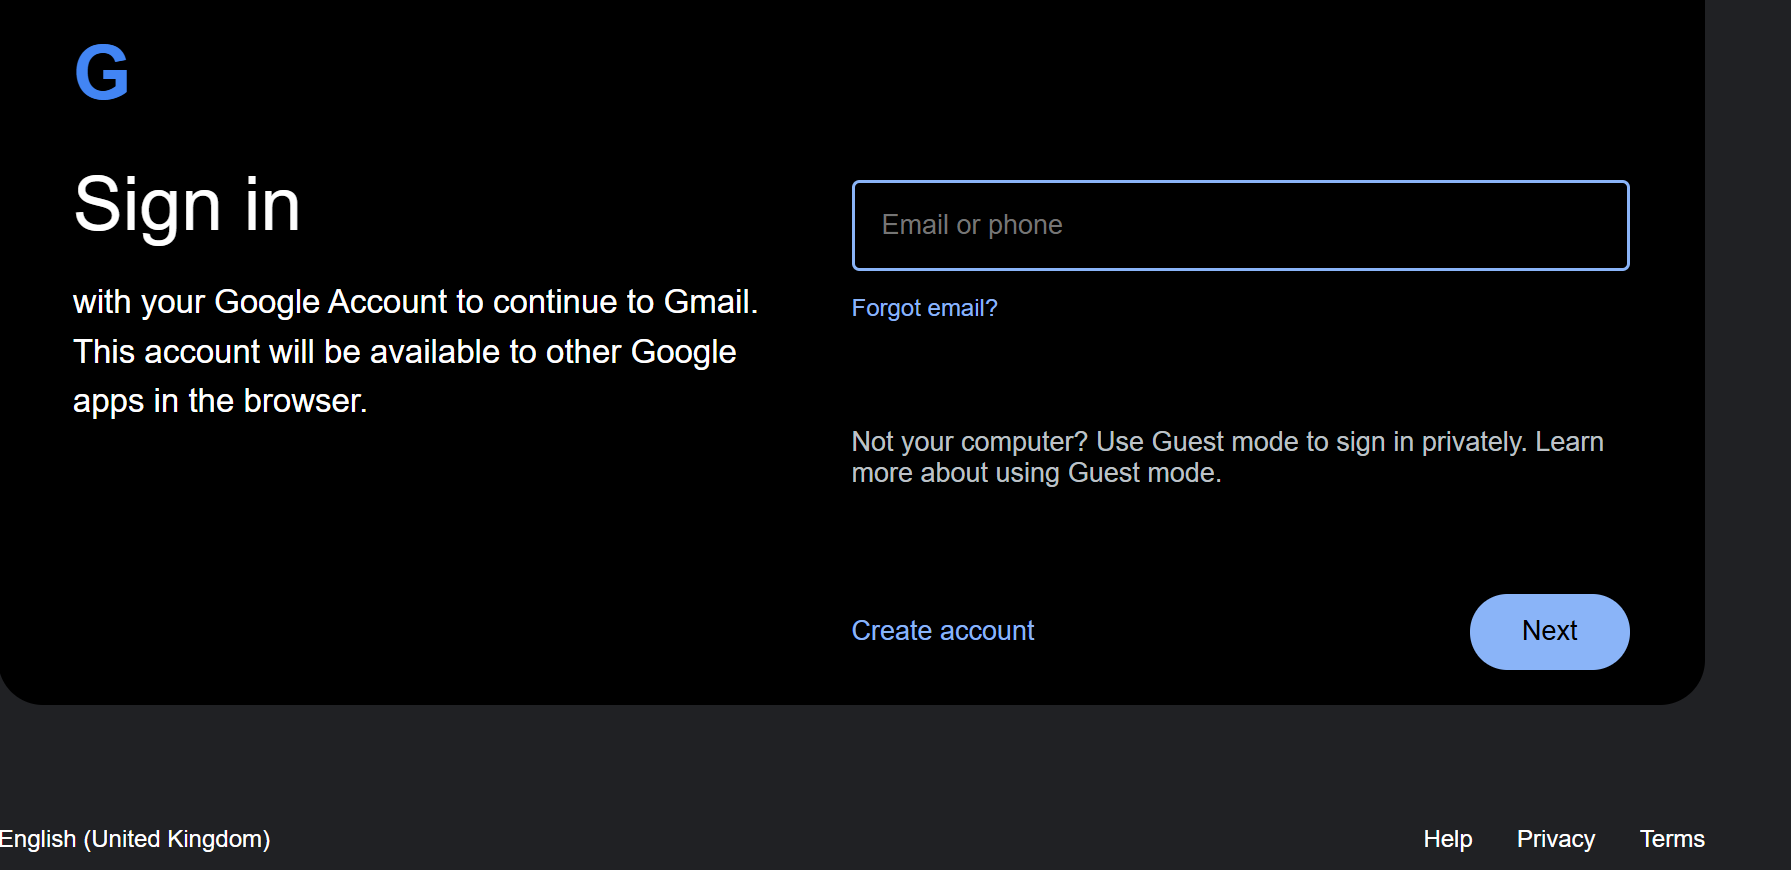 G
Sign in
with your Google Account to continue to Gmail.
This account will be available to other Google
apps in the browser.
Email or phone
Forgot email?
Not your computer? Use Guest mode to sign in privately. Learn
more about using Guest mode.
Create account
Next
English (United Kingdom)
Help
Privacy
Terms